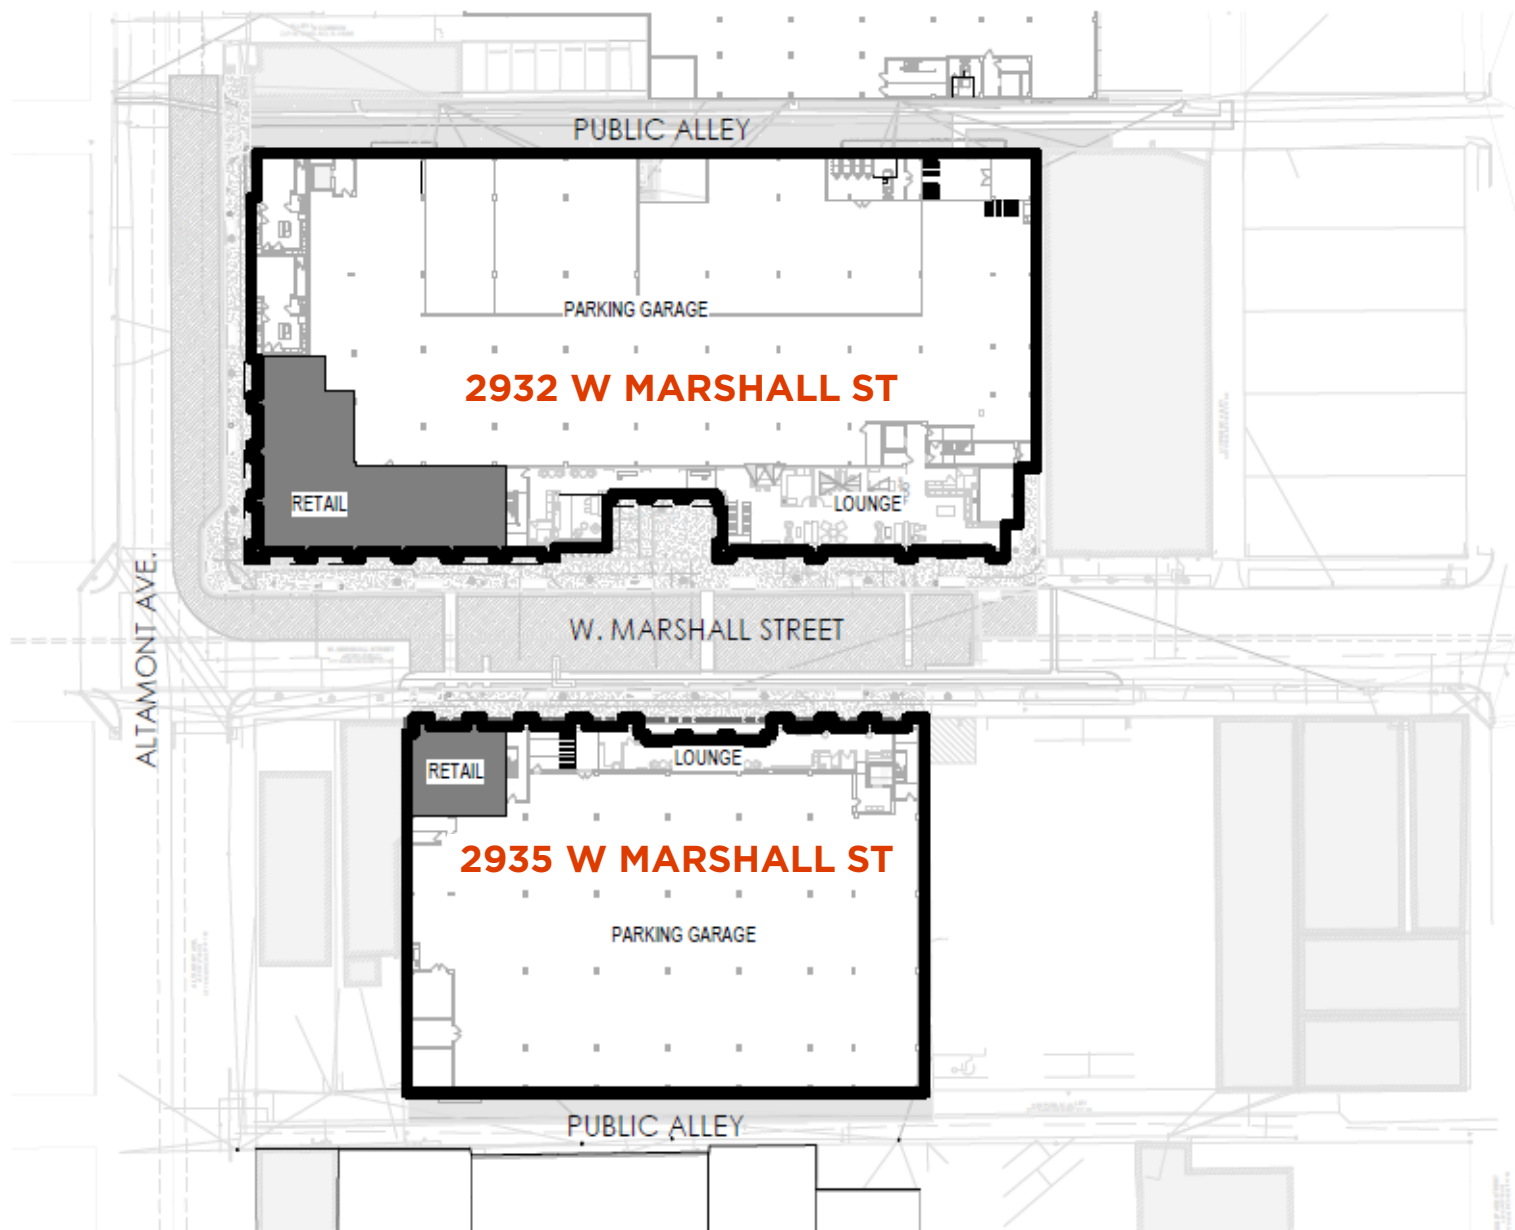 PUBLIC ALLEY
PARKING GARAGE
2932 W MARSHALL ST
RETAIL
LOUNGE
ALTAMONT AVE.
W. MARSHALL STREET
LOUNGE
RETAIL
2935 W MARSHALL ST
PARKING GARAGE
PUBLIC ALLEY